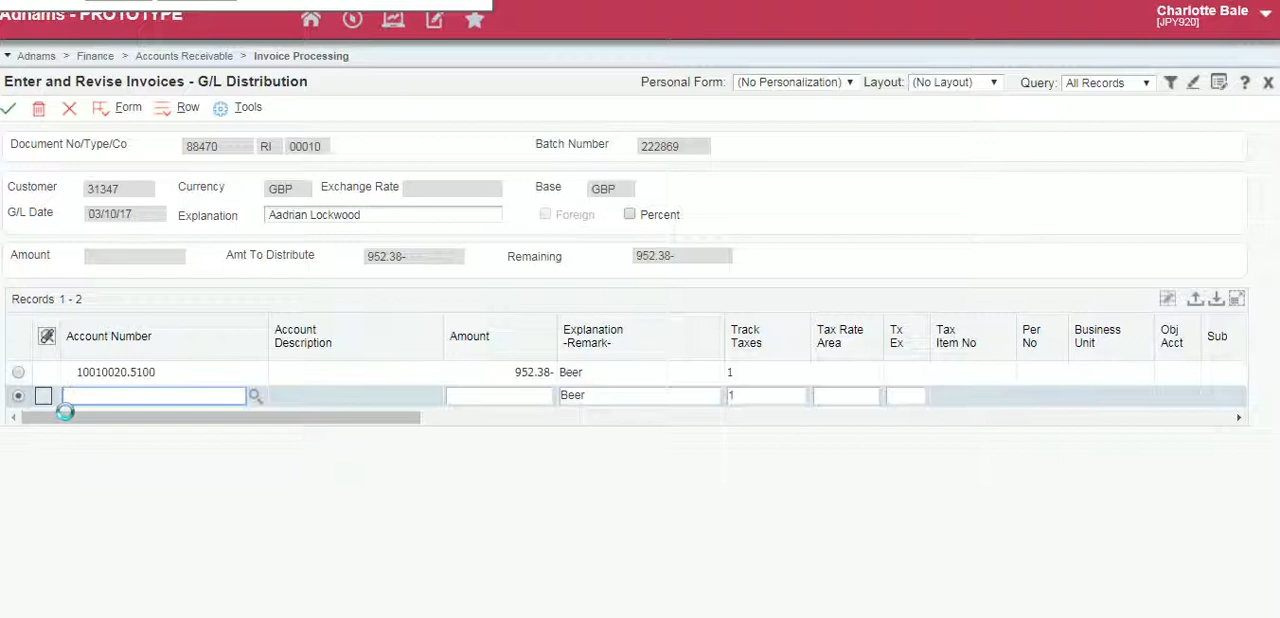 Adnams - PROTOTYPE
Charlotte Bale
[JPY920]
Adnams > Finance > Accounts Receivable > Invoice Processing
Enter and Revise Invoices - G/L Distribution
Personal Form: (No Personalization) Layout: (No Layout) Query: All Records
Form Row Tools
Document No/Type/Co 88470 RI 00010 Batch Number 222869
Customer 31347 Currency GBP Exchange Rate Base GBP
G/L Date 03/10/17 Explanation Aadrian Lockwood Foreign Percent
Amount Amt To Distribute 952.38- Remaining 952.38-
Records 1 - 2
Account Number Account Description Amount Explanation -Remark- Track Taxes Tax Rate Area Tx Ex Tax Item No Per No Business Unit Obj Acct Sub
10010020.5100 952.38- Beer 1
Beer 1